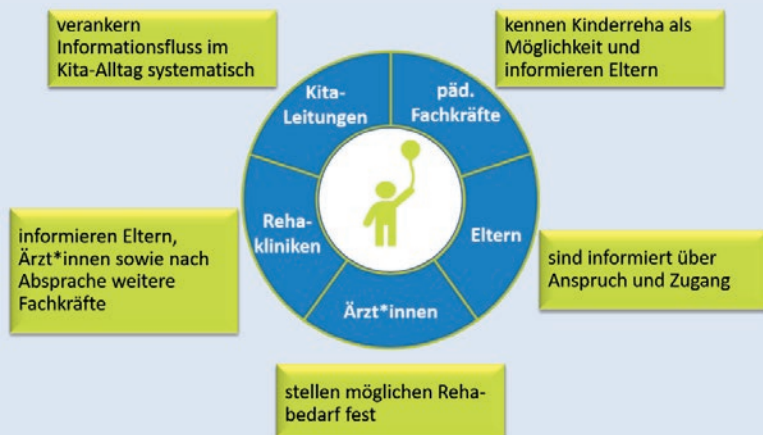 verankern
Informationsfluss im
Kita-Alltag systematisch
kennen Kinderreha als
Möglichkeit und
informieren Eltern
Kita-
Leitungen
päd.
Fachkräfte
Reha-
kliniken
Eltern
Ärzt*innen
informieren Eltern,
Ärzt*innen sowie nach
Absprache weitere
Fachkräfte
sind informiert über
Anspruch und Zugang
stellen möglichen Reha-
bedarf fest